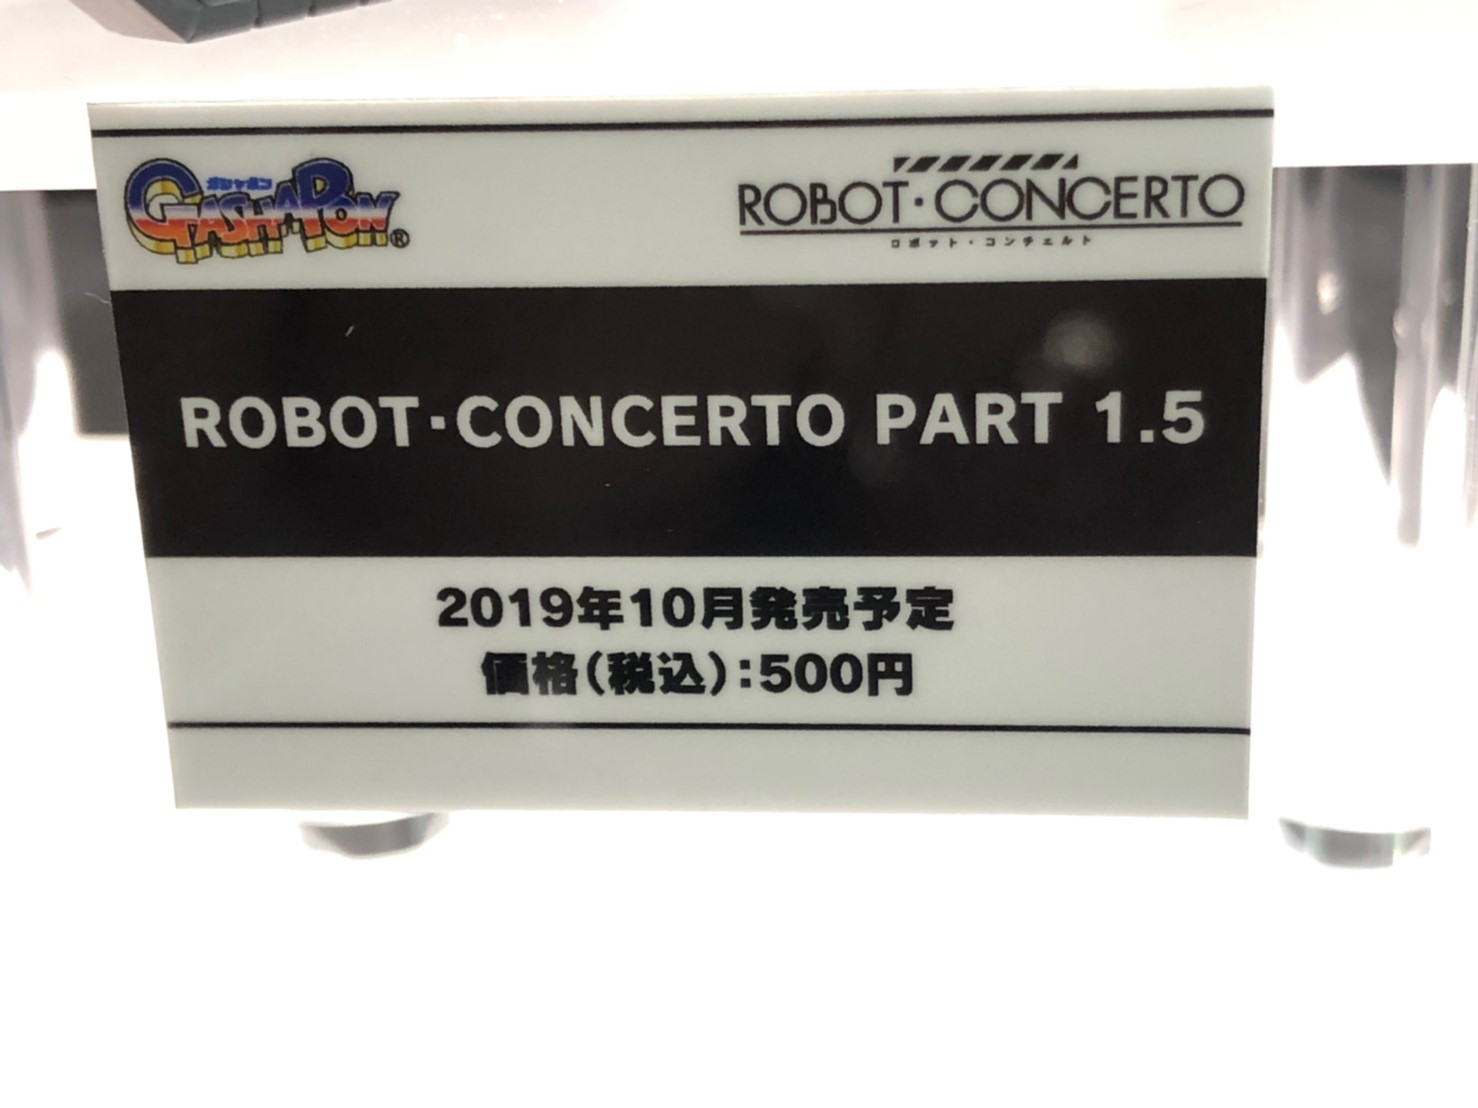 ガシャポン
GASHAPON®
ROBOT・CONCERTO
ロボット・コンチェルト
ROBOT・CONCERTO PART 1.5
2019年10月発売予定
価格(税込):500円